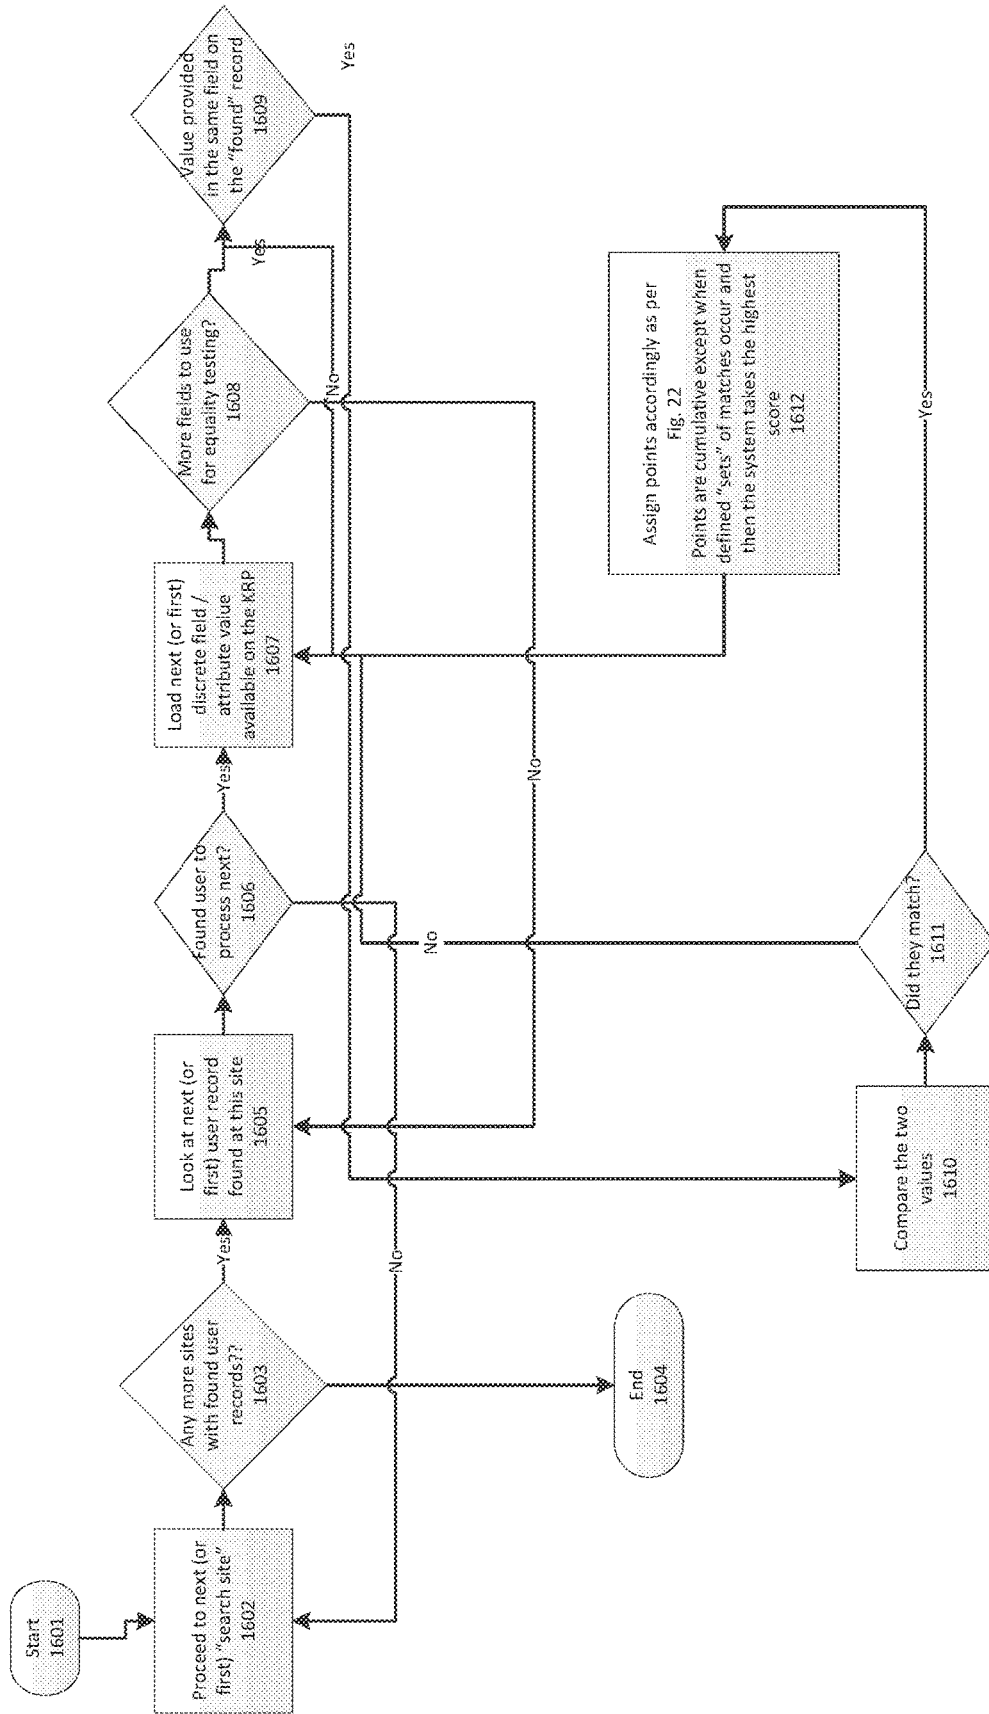 Start
1601
Proceed to next (or
first) "search site"
1602
Any more sites
with found user
records??
1603
Yes
End
1604
Look at next (or
first) user record
found at this site
1605
Found user to
process next?
1606
Yes
No
Load next (or first)
discrete field /
attribute value
available on the KRP
1607
More fields to use
for equality testing?
1608
Yes
No
Value provided
in the same field on
the "found" record
1609
Yes
No
Compare the two
values
1610
Did they match?
1611
No
Yes
Assign points accordingly as per
Fig. 22
Points are cumulative except when
defined "sets" of matches occur and
then the system takes the highest
score
1612